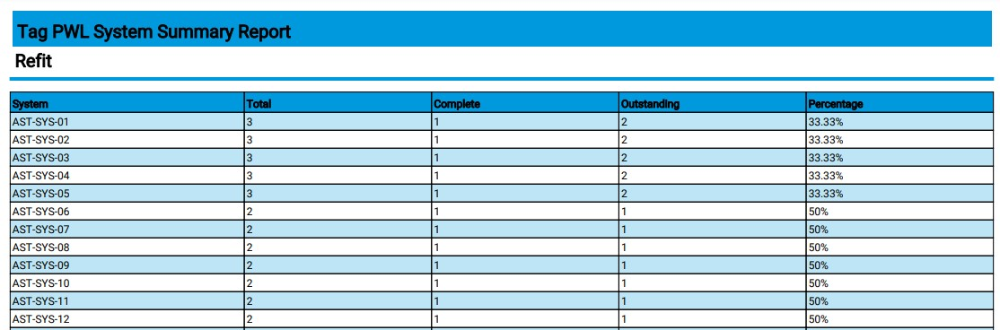 Tag PWL System Summary Report
Refit
System Total Complete Outstanding Percentage
AST-SYS-01 3 1 2 33.33%
AST-SYS-02 3 1 2 33.33%
AST-SYS-03 3 1 2 33.33%
AST-SYS-04 3 1 2 33.33%
AST-SYS-05 3 1 2 33.33%
AST-SYS-06 2 1 1 50%
AST-SYS-07 2 1 1 50%
AST-SYS-08 2 1 1 50%
AST-SYS-09 2 1 1 50%
AST-SYS-10 2 1 1 50%
AST-SYS-11 2 1 1 50%
AST-SYS-12 2 1 1 50%